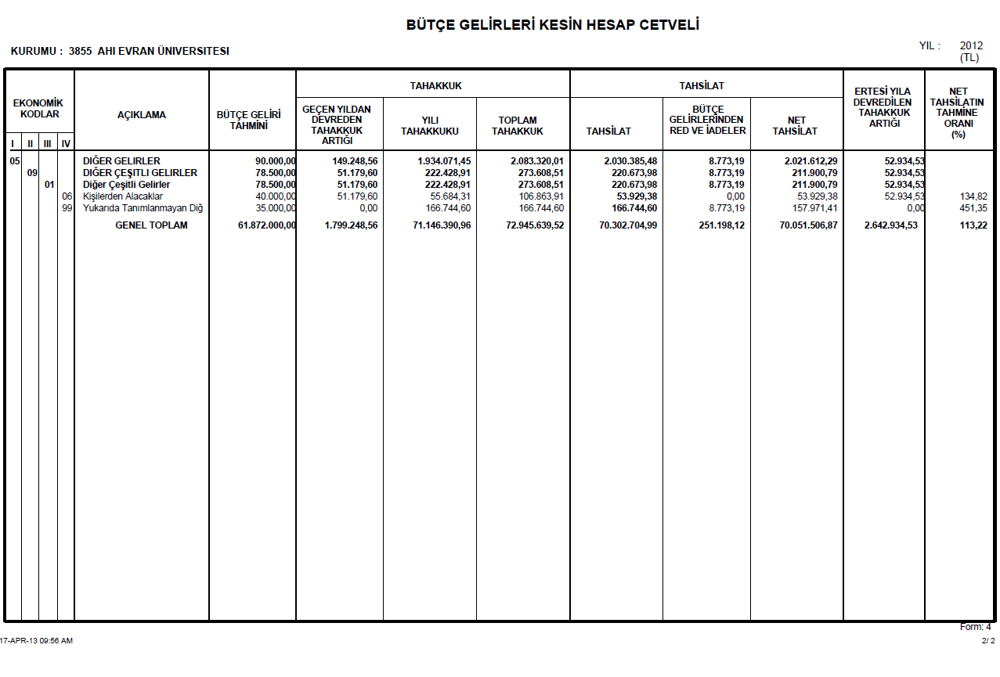 BÜTÇE GELİRLERİ KESİN HESAP CETVELİ
YIL : 2012
(TL)
KURUMU : 3855 AHI EVRAN ÜNIVERSITESI
EKONOMİK KODLAR
AÇIKLAMA
BÜTÇE GELİRİ TAHMİNİ
TAHAKKUK
GEÇEN YILDAN DEVREDEN TAHAKKUK ARTIĞI
YILI TAHAKKUKU
TOPLAM TAHAKKUK
TAHSİLAT
TAHSİLAT
BÜTÇE GELİRLERİNDEN RED VE İADELER
NET TAHSİLAT
ERTESİ YILA DEVREDİLEN TAHAKKUK ARTIĞI
NET TAHSİLATIN TAHMİNE ORANI (%)
I II III IV
05 DIĞER GELIRLER 90.000,00 149.248,56 1.934.071,45 2.083.320,01 2.030.385,48 8.773,19 2.021.612,29 52.934,53
09 DIĞER ÇEŞITLI GELIRLER 78.500,00 51.179,60 222.428,91 273.608,51 220.673,98 8.773,19 211.900,79 52.934,53
01 Diğer Çeşitli Gelirler 78.500,00 51.179,60 222.428,91 273.608,51 220.673,98 8.773,19 211.900,79 52.934,53
06 Kişilerden Alacaklar 40.000,00 51.179,60 55.684,31 106.863,91 53.929,38 0,00 53.929,38 52.934,53 134,82
99 Yukarıda Tanımlanmayan Diğ 35.000,00 0,00 166.744,60 166.744,60 166.744,60 8.773,19 157.971,41 0,00 451,35
GENEL TOPLAM 61.872.000,00 1.799.248,56 71.146.390,96 72.945.639,52 70.302.704,99 251.198,12 70.051.506,87 2.642.934,53 113,22
Form: 4
17-APR-13 09:56 AM
2/ 2